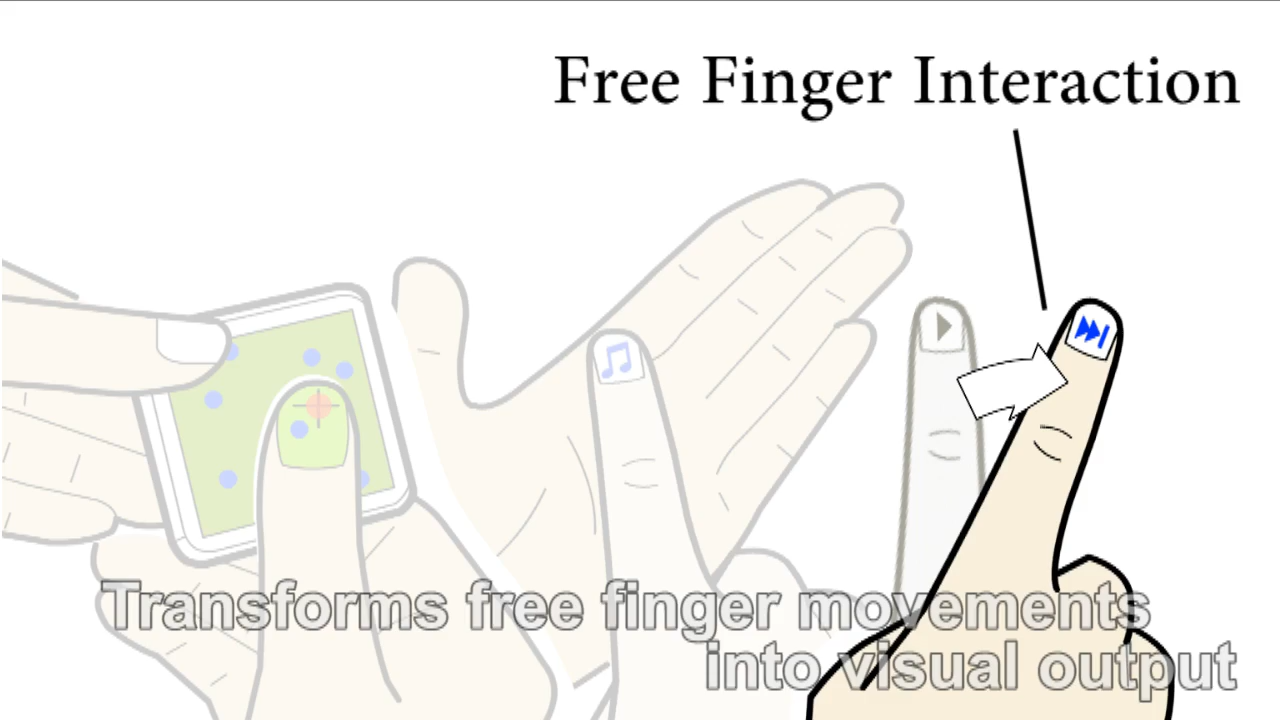 Free Finger Interaction
Transforms free finger movements
into visual output